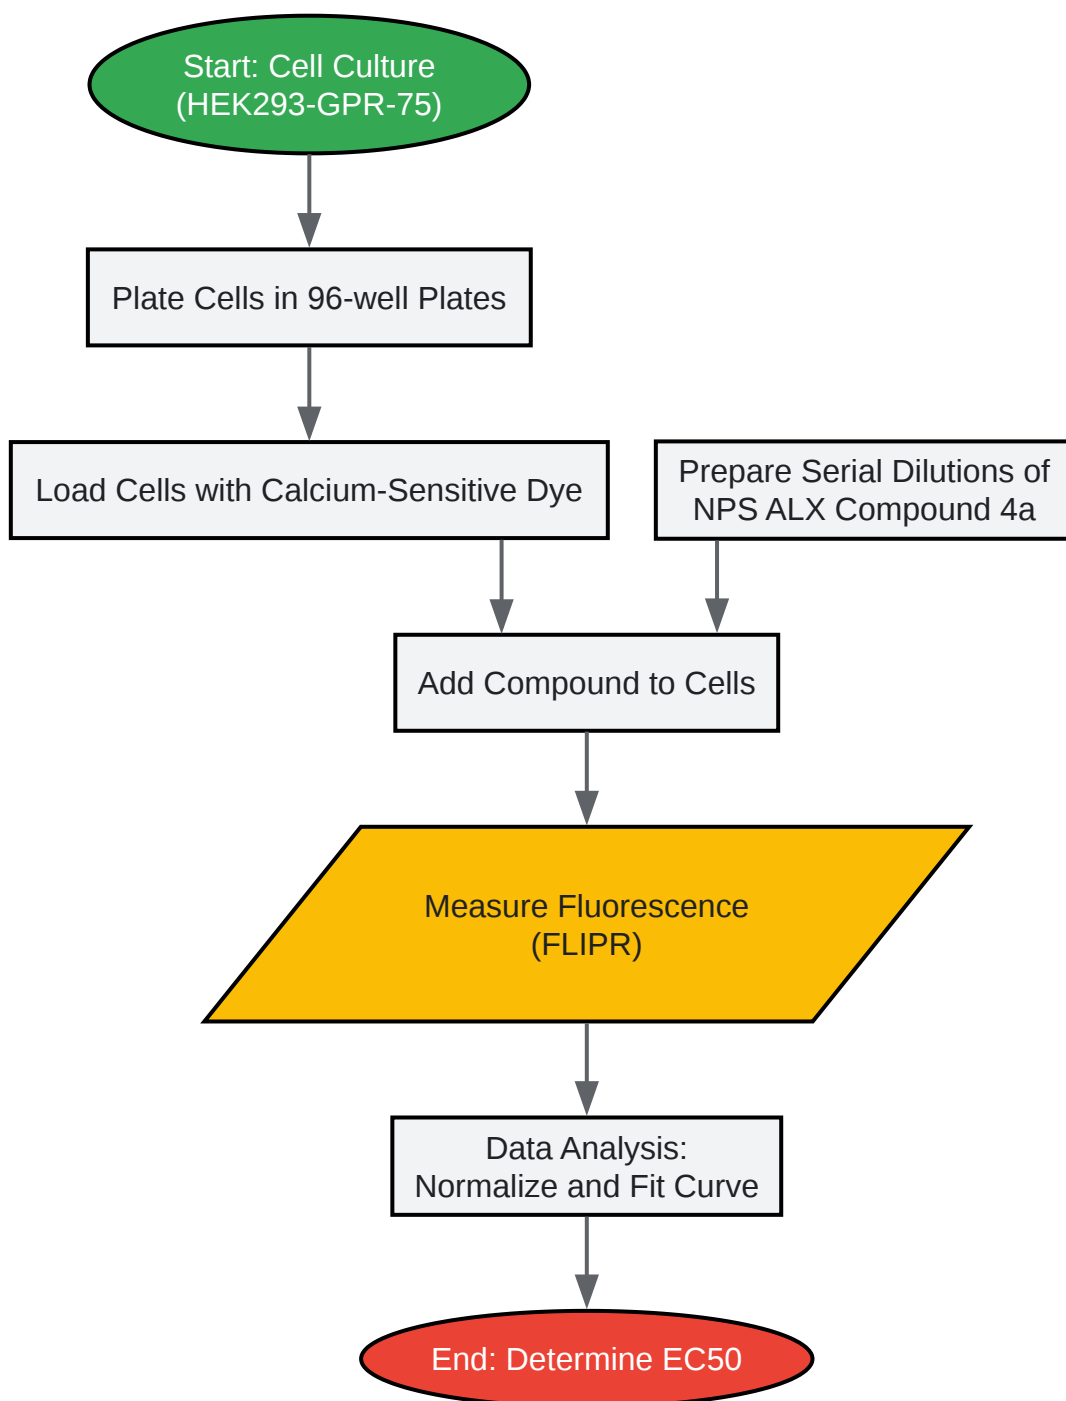 Start: Cell Culture
(HEK293-GPR-75)
Plate Cells in 96-well Plates
Load Cells with Calcium-Sensitive Dye
Prepare Serial Dilutions of
NPS ALX Compound 4a
Add Compound to Cells
Measure Fluorescence
(FLIPR)
Data Analysis:
Normalize and Fit Curve
End: Determine EC50